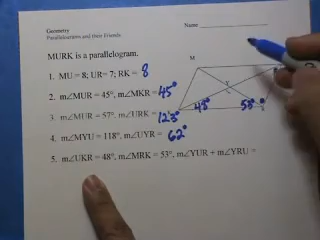 Geometry
Parallelograms and their Friends
Name
MURK is a parallelogram.
1. MU = 8; UR= 7; RK = 8
2. m∠MUR = 45°, m∠MKR = 45°
3. m∠MUR = 57°, m∠URK = 123°
4. m∠MYU = 118°, m∠UYR = 62°
5. m∠UKR = 48°, m∠MRK = 53°, m∠YUR + m∠YRU =
M
Y
48°
53°